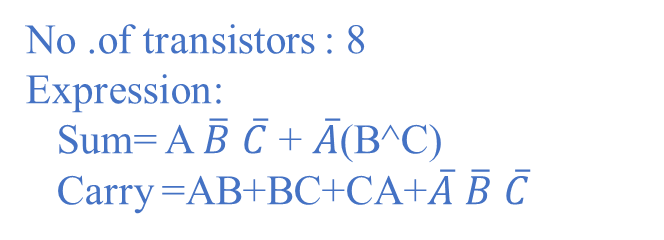 No .of transistors : 8
Expression:
Sum= A B̅ C̅ + A̅(B^C)
Carry =AB+BC+CA+A̅ B̅ C̅